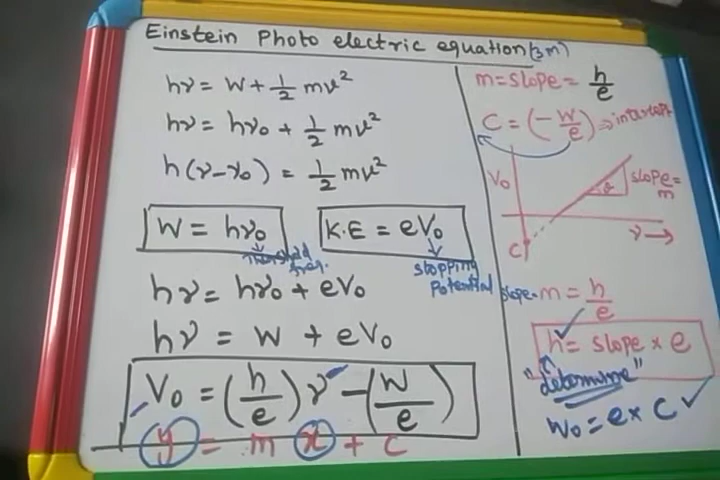 Einstein Photo electric equation (3m)
hν = W + 1/2 mv²
hν = hν₀ + 1/2 mv²
h(ν-ν₀) = 1/2 mv²
W = hν₀
K.E = eV₀
Threshold fre.
stopping Potential
hν = hν₀ + eV₀
hν = W + eV₀
V₀ = (h/e) ν - (W/e)
y = m x + c
m = slope = h/e
C = (- W/e) ⇒ intercept
V₀
θ
slope = m
C
ν →
slope = m = h/e
h = slope × e
"determine"
W₀ = e × C ✓